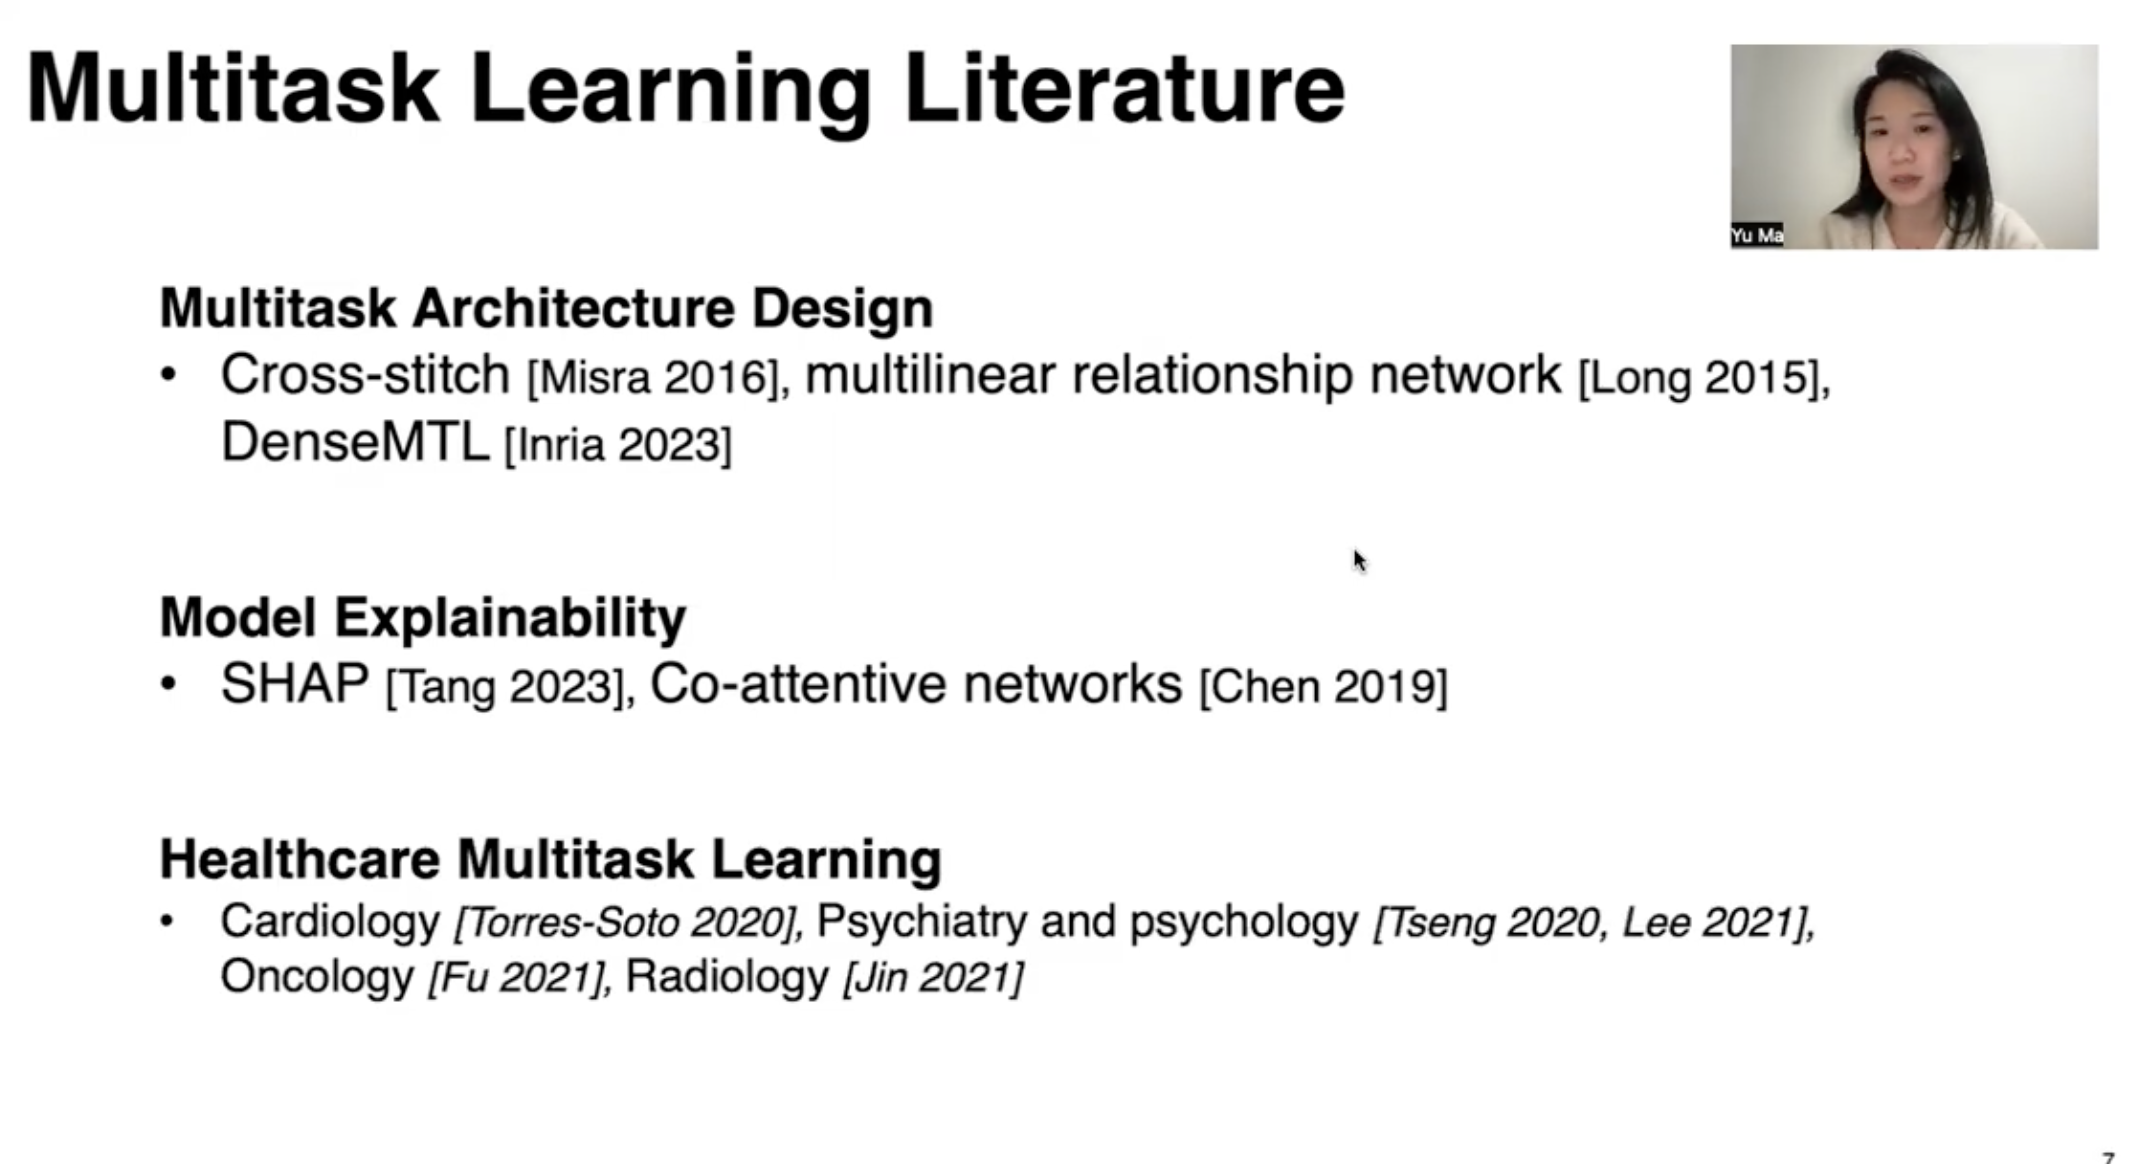 Multitask Learning Literature
Yu Ma
Multitask Architecture Design
• Cross-stitch [Misra 2016], multilinear relationship network [Long 2015],
DenseMTL [Inria 2023]
Model Explainability
• SHAP [Tang 2023], Co-attentive networks [Chen 2019]
Healthcare Multitask Learning
• Cardiology [Torres-Soto 2020], Psychiatry and psychology [Tseng 2020, Lee 2021],
Oncology [Fu 2021], Radiology [Jin 2021]
7